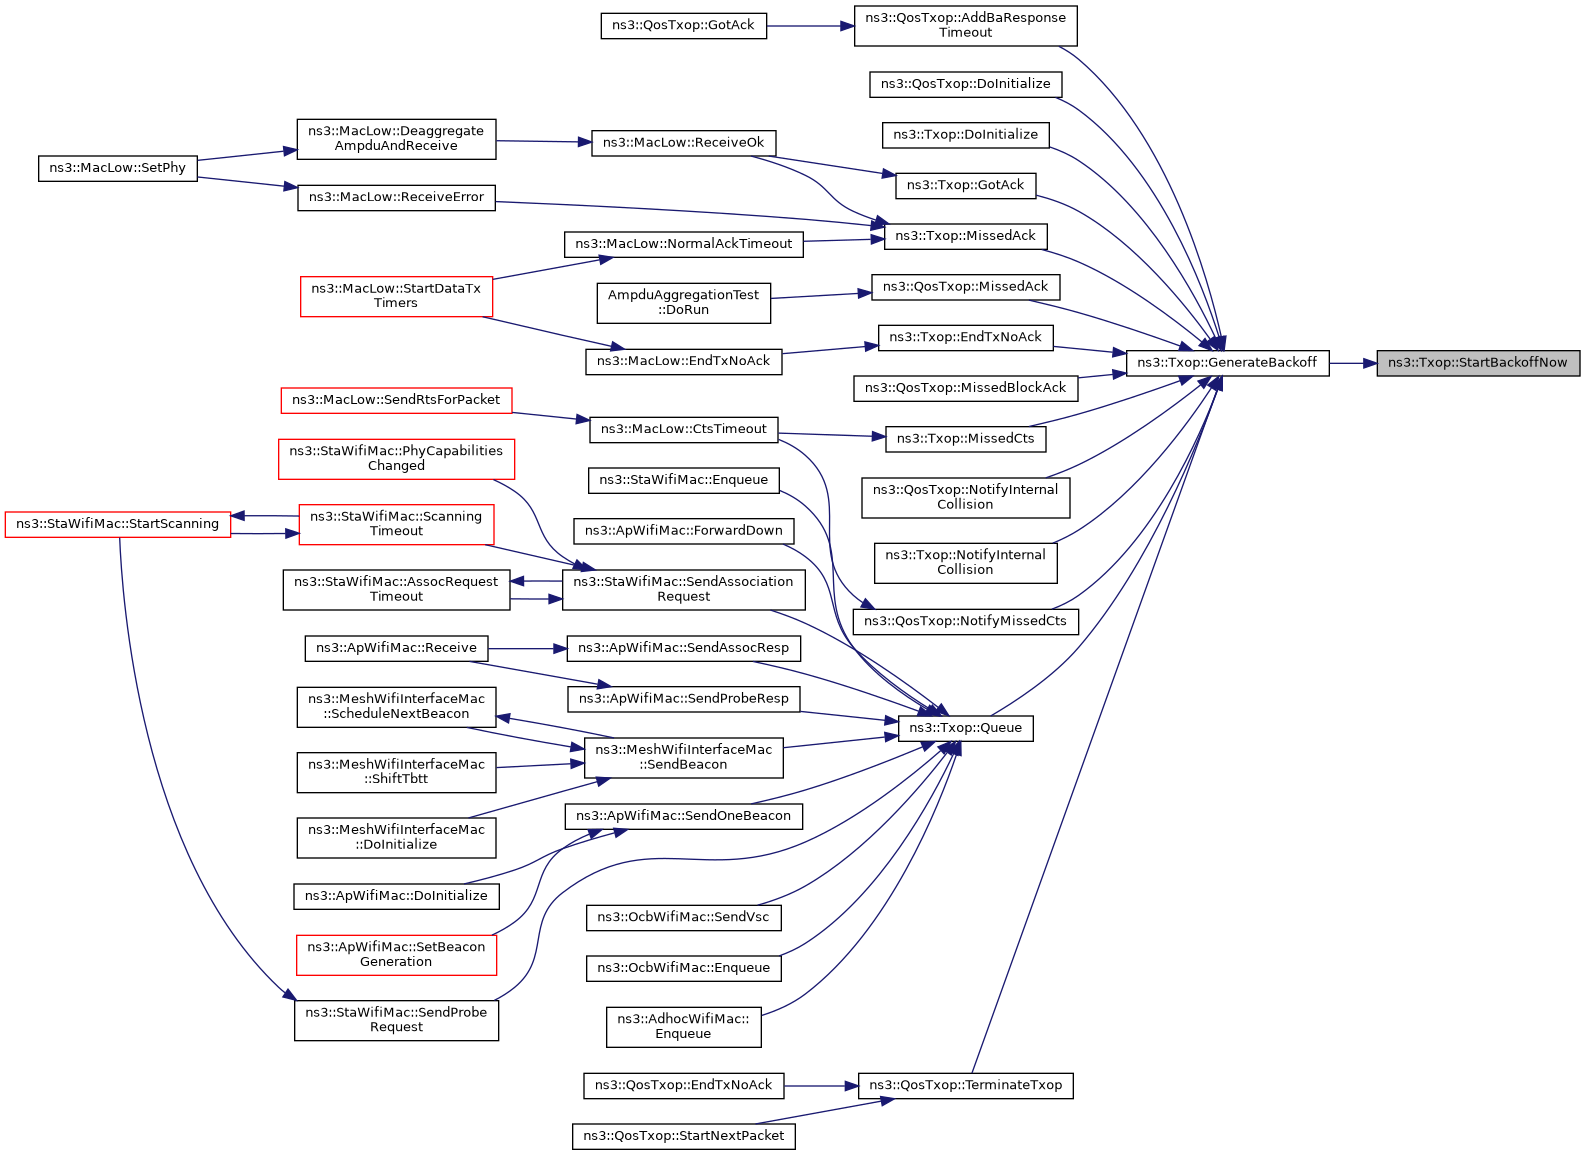 ns3::QosTxop::GotAck
ns3::QosTxop::AddBaResponse
Timeout
ns3::QosTxop::DoInitialize
ns3::Txop::DoInitialize
ns3::MacLow::Deaggregate
AmpduAndReceive
ns3::MacLow::ReceiveOk
ns3::MacLow::SetPhy
ns3::Txop::GotAck
ns3::MacLow::ReceiveError
ns3::Txop::MissedAck
ns3::MacLow::NormalAckTimeout
ns3::MacLow::StartDataTx
Timers
AmpduAggregationTest
::DoRun
ns3::QosTxop::MissedAck
ns3::Txop::EndTxNoAck
ns3::MacLow::EndTxNoAck
ns3::Txop::GenerateBackoff
ns3::Txop::StartBackoffNow
ns3::QosTxop::MissedBlockAck
ns3::MacLow::SendRtsForPacket
ns3::MacLow::CtsTimeout
ns3::Txop::MissedCts
ns3::StaWifiMac::PhyCapabilities
Changed
ns3::StaWifiMac::Enqueue
ns3::QosTxop::NotifyInternal
Collision
ns3::StaWifiMac::StartScanning
ns3::StaWifiMac::Scanning
Timeout
ns3::ApWifiMac::ForwardDown
ns3::Txop::NotifyInternal
Collision
ns3::StaWifiMac::AssocRequest
Timeout
ns3::StaWifiMac::SendAssociation
Request
ns3::QosTxop::NotifyMissedCts
ns3::ApWifiMac::Receive
ns3::ApWifiMac::SendAssocResp
ns3::MeshWifiInterfaceMac
::ScheduleNextBeacon
ns3::ApWifiMac::SendProbeResp
ns3::Txop::Queue
ns3::MeshWifiInterfaceMac
::ShiftTbtt
ns3::MeshWifiInterfaceMac
::SendBeacon
ns3::MeshWifiInterfaceMac
::DoInitialize
ns3::ApWifiMac::SendOneBeacon
ns3::ApWifiMac::DoInitialize
ns3::OcbWifiMac::SendVsc
ns3::ApWifiMac::SetBeacon
Generation
ns3::OcbWifiMac::Enqueue
ns3::StaWifiMac::SendProbe
Request
ns3::AdhocWifiMac::
Enqueue
ns3::QosTxop::EndTxNoAck
ns3::QosTxop::TerminateTxop
ns3::QosTxop::StartNextPacket